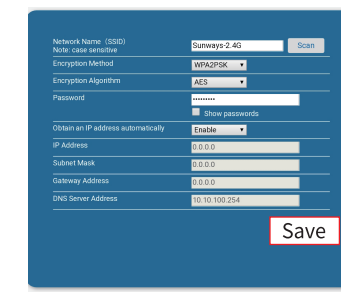 Network Name (SSID)
Note: case sensitive
Sunways-2.4G
Scan
Encryption Method
WPA2PSK
Encryption Algorithm
AES
Password
•••••••••
Show passwords
Obtain an IP address automatically
Enable
IP Address
0.0.0.0
Subnet Mask
0.0.0.0
Gateway Address
0.0.0.0
DNS Server Address
10.10.100.254
Save